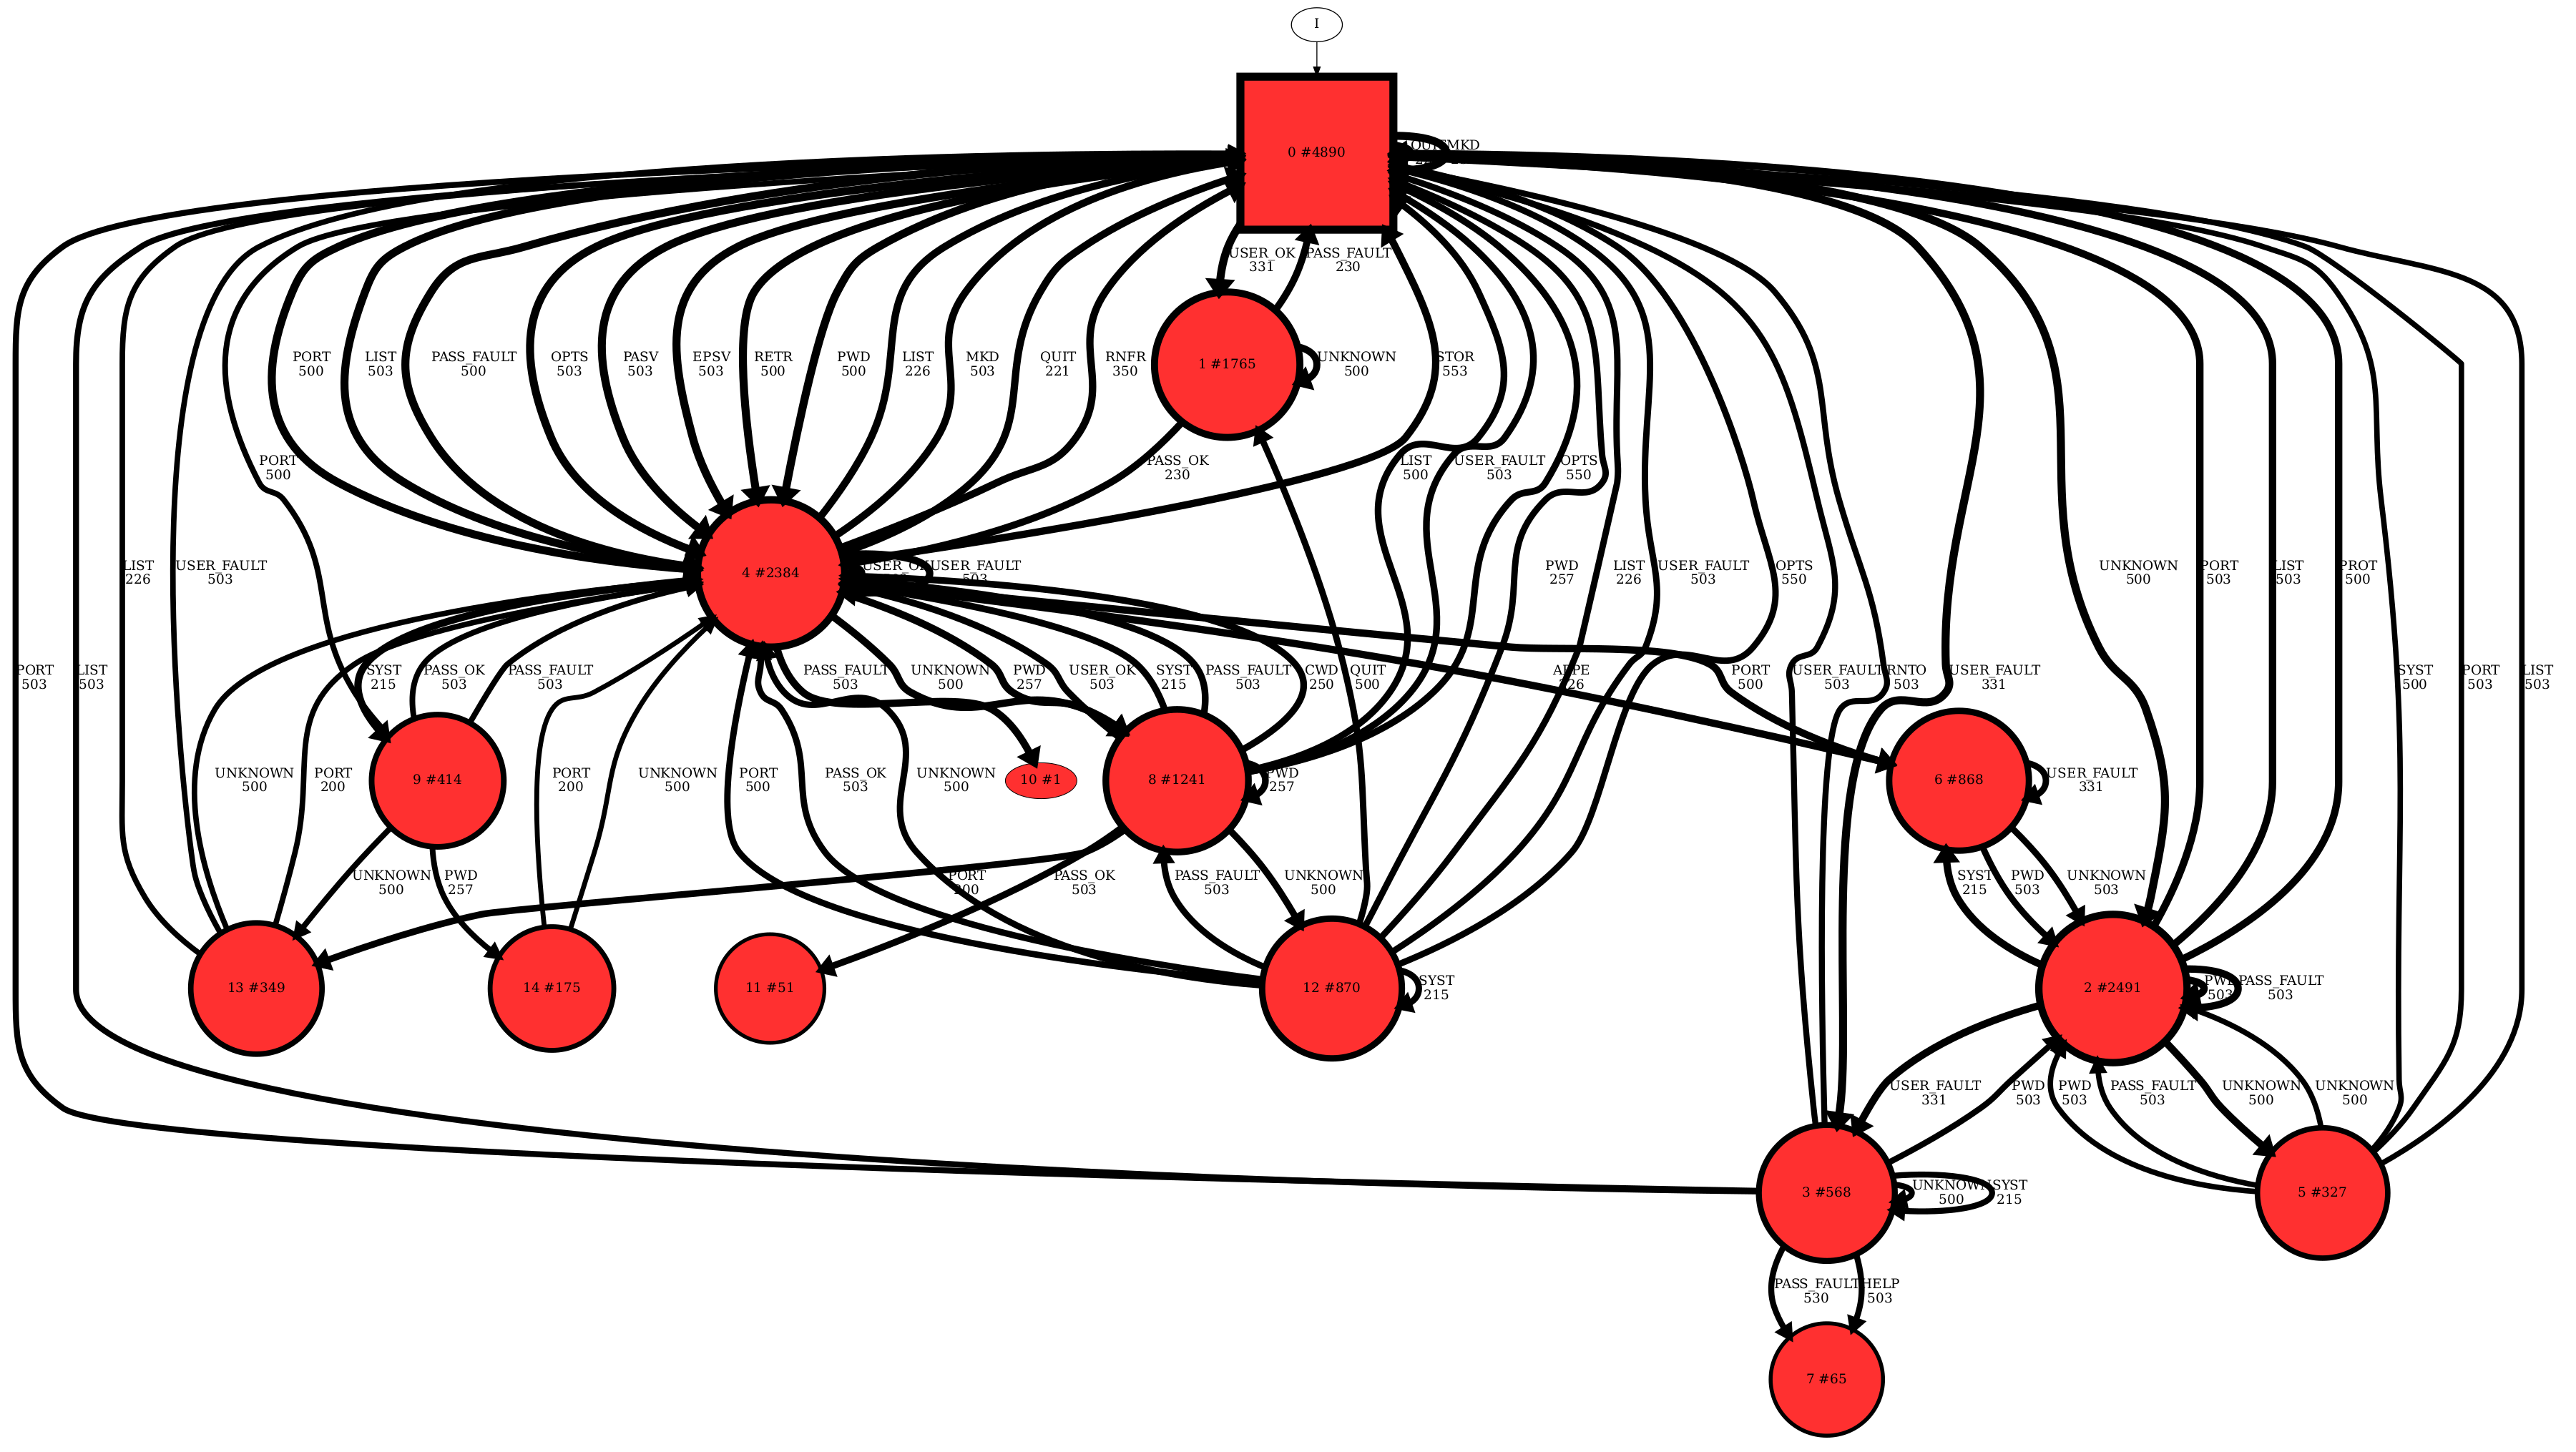 I
0 #4890
MKD
USER_OK
331
PASS_FAULT
230
PORT
500
LIST
503
PASS_FAULT
500
OPTS
503
PASV
503
EPSV
503
RETR
500
PWD
500
LIST
226
MKD
503
QUIT
221
RNFR
350
1 #1765
UNKNOWN
500
STOR
553
PORT
500
PASS_OK
230
LIST
500
USER_FAULT
503
OPTS
550
LIST
226
USER_FAULT
503
4 #2384
USER_OK
USER_FAULT
503
PWD
257
LIST
226
USER_FAULT
503
OPTS
550
UNKNOWN
500
PORT
503
LIST
503
PROT
500
PORT
503
LIST
503
SYST
215
PASS_OK
503
PASS_FAULT
503
PASS_FAULT
503
UNKNOWN
500
PWD
257
USER_OK
503
SYST
215
PASS_FAULT
503
CWD
250
QUIT
500
APPE
226
PORT
500
USER_FAULT
503
RNTO
503
USER_FAULT
331
SYST
500
PORT
503
LIST
503
UNKNOWN
500
PORT
200
9 #414
PORT
200
UNKNOWN
500
PORT
500
PASS_OK
503
UNKNOWN
500
10 #1
8 #1241
PWD
257
6 #868
USER_FAULT
331
UNKNOWN
500
PWD
257
PORT
200
PASS_OK
503
PASS_FAULT
503
UNKNOWN
500
SYST
215
PWD
503
UNKNOWN
503
13 #349
14 #175
11 #51
12 #870
SYST
215
2 #2491
PWD
503
PASS_FAULT
503
USER_FAULT
331
PWD
503
PWD
503
PASS_FAULT
503
UNKNOWN
500
UNKNOWN
500
3 #568
UNKNOWN
500
SYST
215
5 #327
PASS_FAULT
530
HELP
503
7 #65